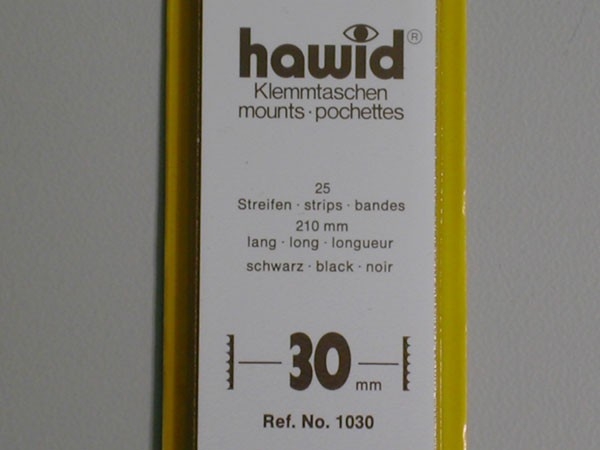 hawid®
Klemmtaschen
mounts · pochettes
25
Streifen · strips · bandes
210 mm
lang · long · longueur
schwarz · black · noir
30 mm
Ref. No. 1030